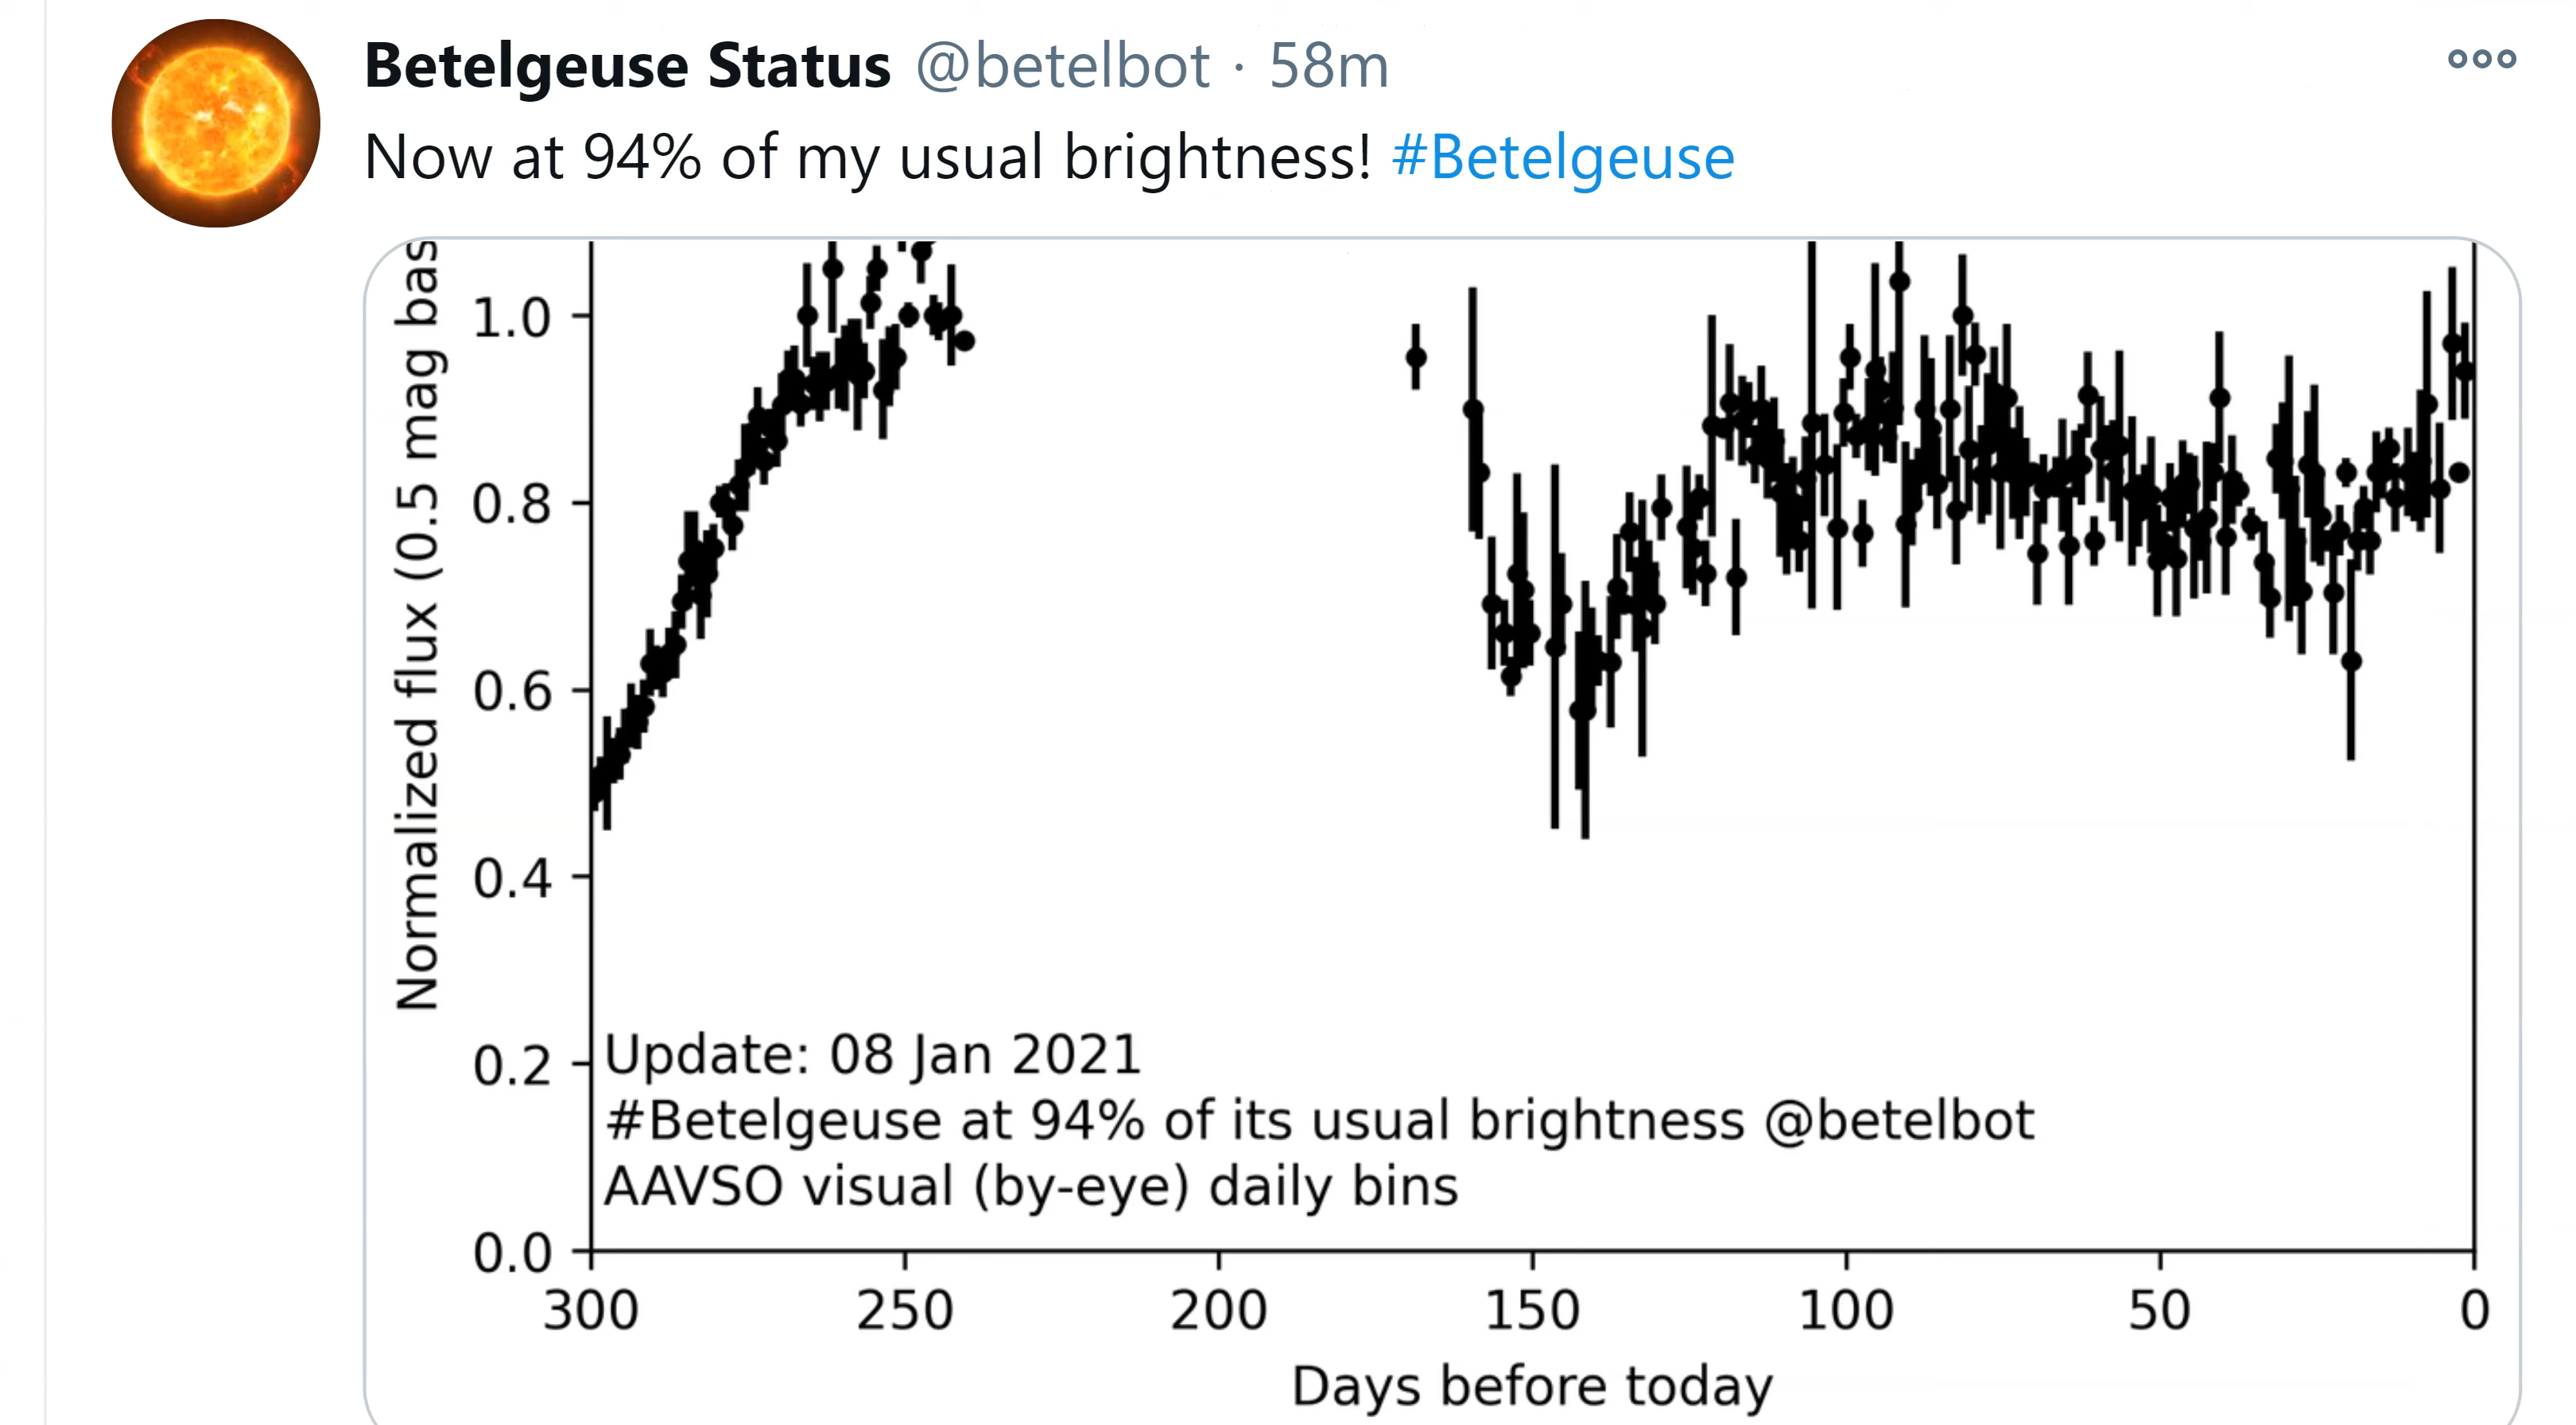 Betelgeuse Status @betelbot · 58m
Now at 94% of my usual brightness! #Betelgeuse
Normalized flux (0.5 mag bas
1.0
0.8
0.6
0.4
0.2
0.0
Update: 08 Jan 2021
#Betelgeuse at 94% of its usual brightness @betelbot
AAVSO visual (by-eye) daily bins
300 250 200 150 100 50 0
Days before today